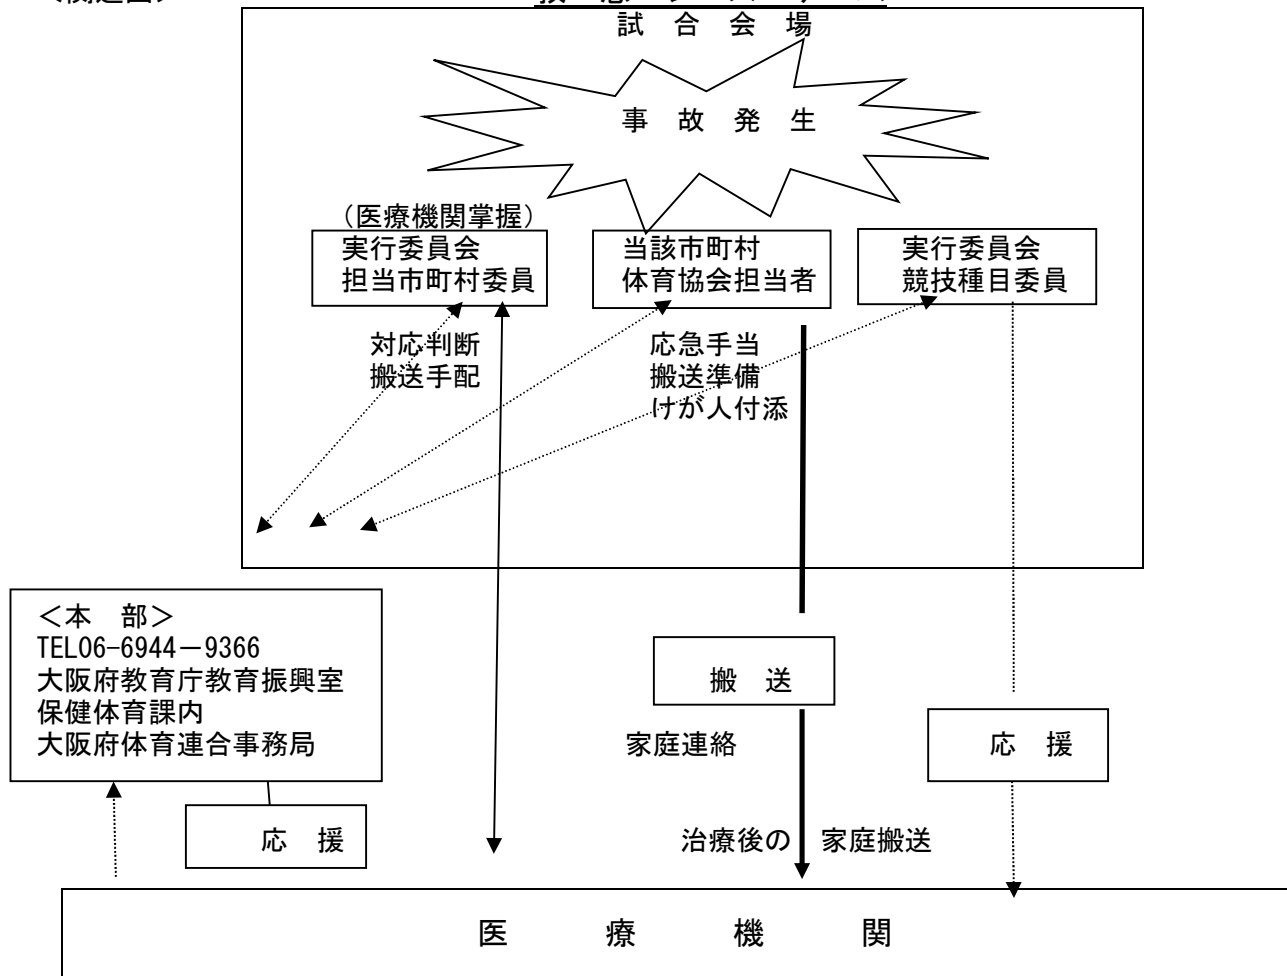 試 合 会 場
事 故 発 生
（医療機関掌握）
実行委員会
担当市町村委員
当該市町村
体育協会担当者
実行委員会
競技種目委員
対応判断
搬送手配
応急手当
搬送準備
けが人付添
＜本 部＞
TEL06-6944－9366
大阪府教育庁教育振興室
保健体育課内
大阪府体育連合事務局
搬 送
家庭連絡
応 援
応 援
治療後の 家庭搬送
医 療 機 関